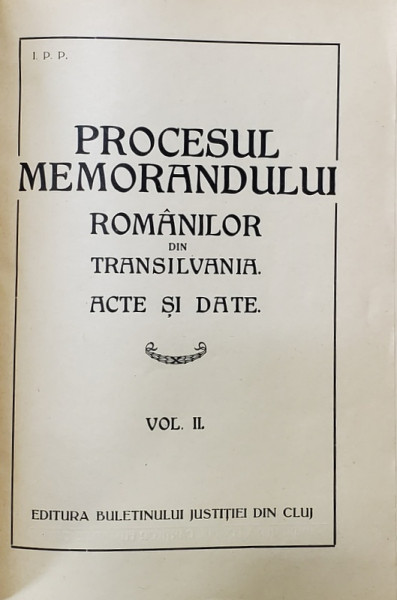 I. P. P.
PROCESUL
MEMORANDULUI
ROMÂNILOR
DIN
TRANSILVANIA.
ACTE ȘI DATE.
VOL. II.
EDITURA BULETINULUI JUSTIȚIEI DIN CLUJ